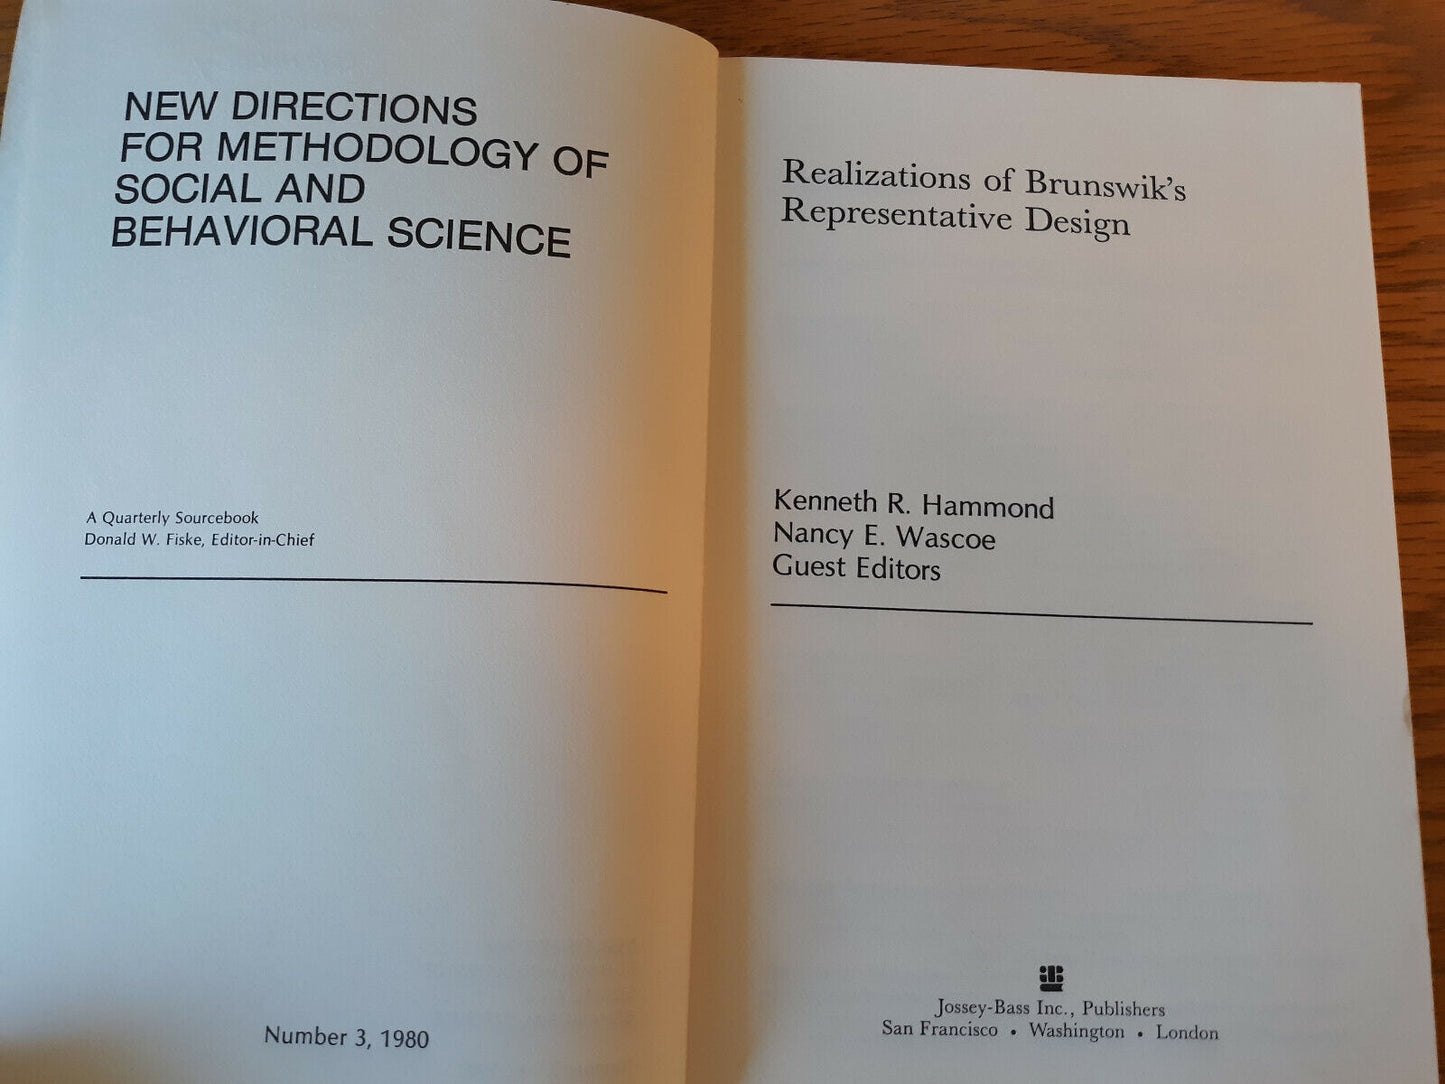 NEW DIRECTIONS
FOR METHODOLOGY OF
SOCIAL AND
BEHAVIORAL SCIENCE
A Quarterly Sourcebook
Donald W. Fiske, Editor-in-Chief
Number 3, 1980
Realizations of Brunswik's
Representative Design
Kenneth R. Hammond
Nancy E. Wascoe
Guest Editors
Jossey-Bass Inc., Publishers
San Francisco • Washington • London